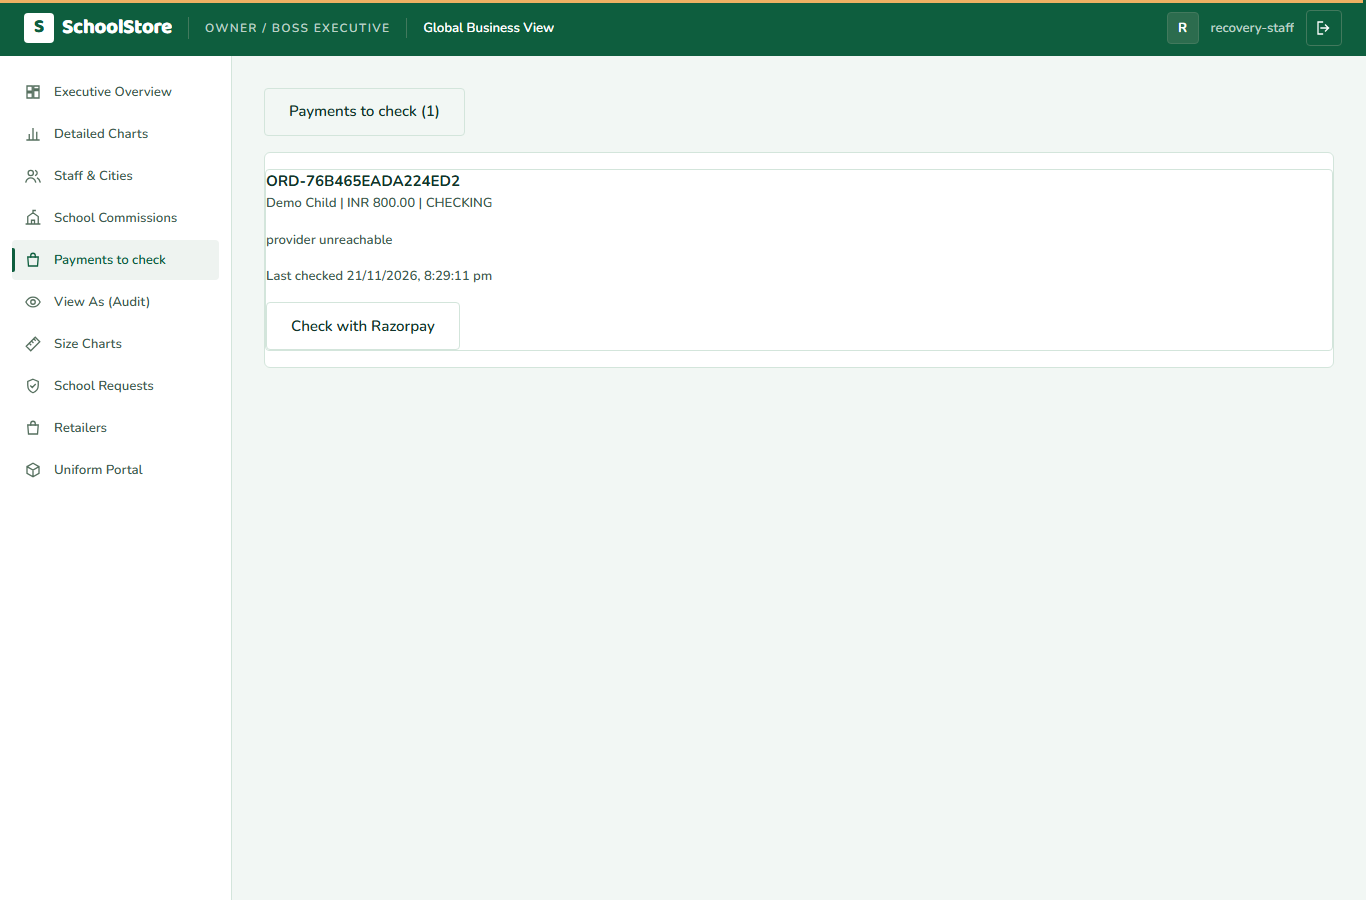 S SchoolStore OWNER / BOSS EXECUTIVE Global Business View R recovery-staff
Executive Overview
Detailed Charts
Staff & Cities
School Commissions
Payments to check
View As (Audit)
Size Charts
School Requests
Retailers
Uniform Portal
Payments to check (1)
ORD-76B465EADA224ED2
Demo Child | INR 800.00 | CHECKING
provider unreachable
Last checked 21/11/2026, 8:29:11 pm
Check with Razorpay